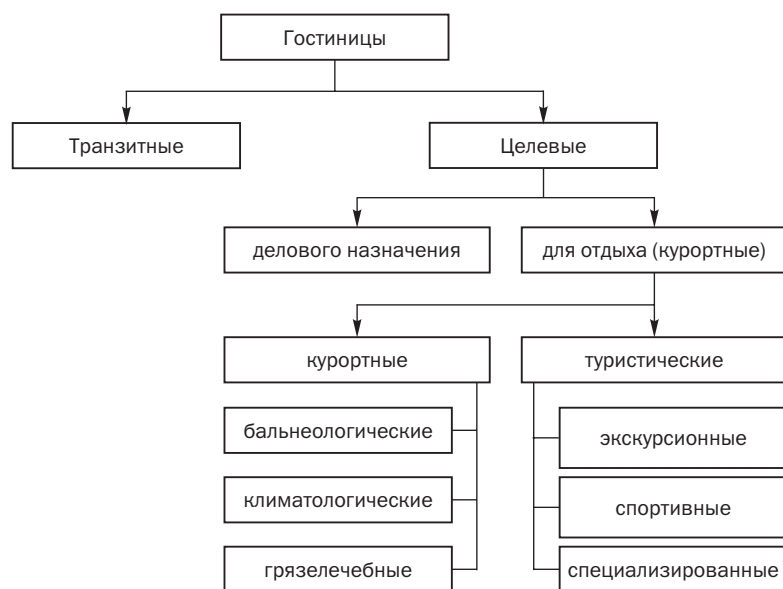 Гостиницы
Транзитные
Целевые
делового назначения
для отдыха (курортные)
курортные
туристические
бальнеологические
экскурсионные
климатологические
спортивные
грязелечебные
специализированные